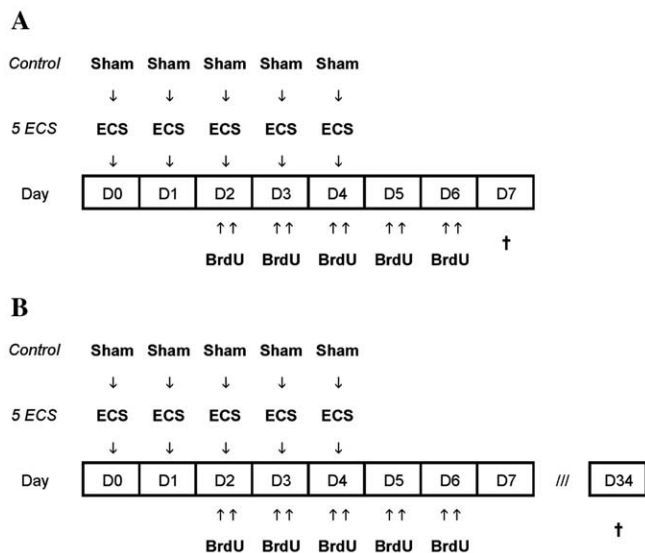 A
Control Sham Sham Sham Sham Sham
↓ ↓ ↓ ↓ ↓
5 ECS ECS ECS ECS ECS ECS
↓ ↓ ↓ ↓ ↓
Day D0 D1 D2 D3 D4 D5 D6 D7
↑↑ ↑↑ ↑↑ ↑↑ ↑↑ †
BrdU BrdU BrdU BrdU BrdU
B
Control Sham Sham Sham Sham Sham
↓ ↓ ↓ ↓ ↓
5 ECS ECS ECS ECS ECS ECS
↓ ↓ ↓ ↓ ↓
Day D0 D1 D2 D3 D4 D5 D6 D7 /// D34
↑↑ ↑↑ ↑↑ ↑↑ ↑↑ †
BrdU BrdU BrdU BrdU BrdU